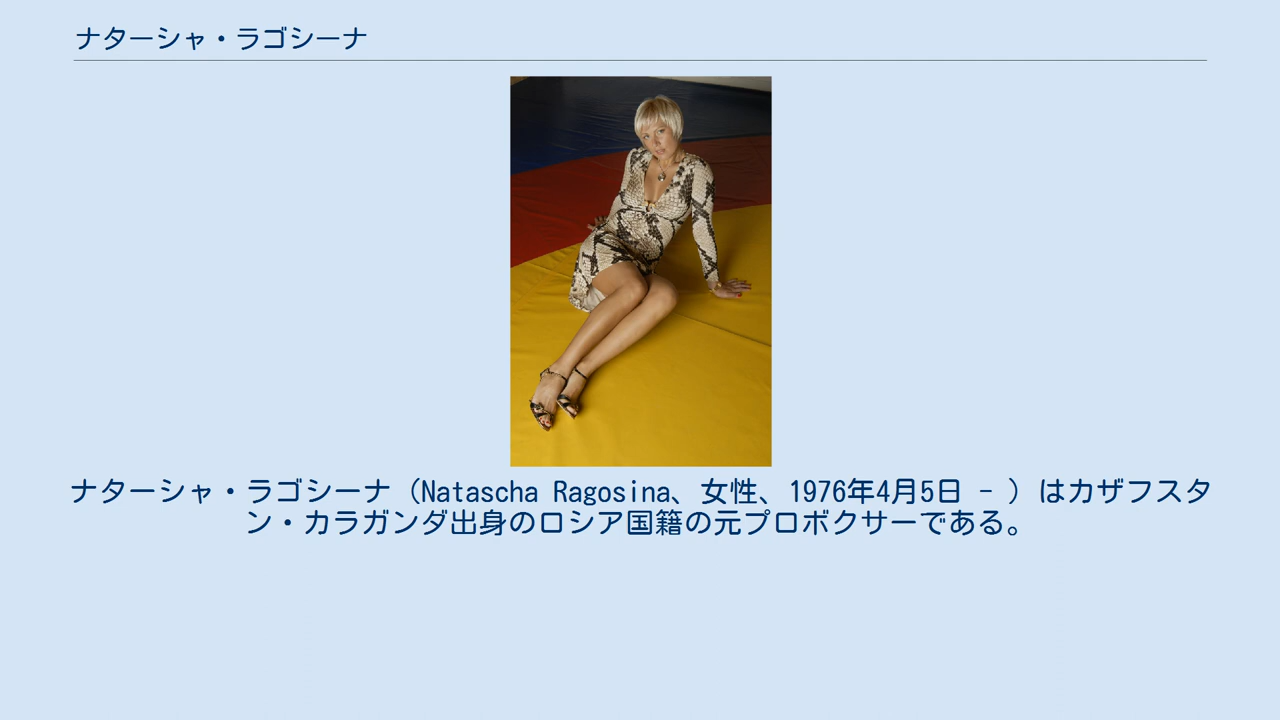 ナターシャ・ラゴシーナ
ナターシャ・ラゴシーナ（Natascha Ragosina、女性、1976年4月5日 - ）はカザフスタ
ン・カラガンダ出身のロシア国籍の元プロボクサーである。